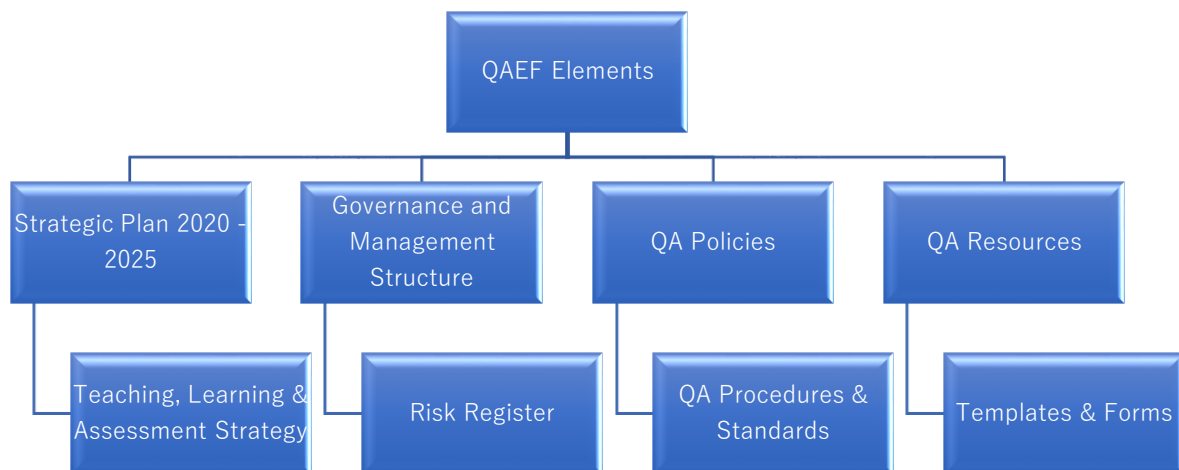 QAEF Elements
Strategic Plan 2020 -
2025
Governance and
Management
Structure
QA Policies
QA Resources
Teaching, Learning &
Assessment Strategy
Risk Register
QA Procedures &
Standards
Templates & Forms